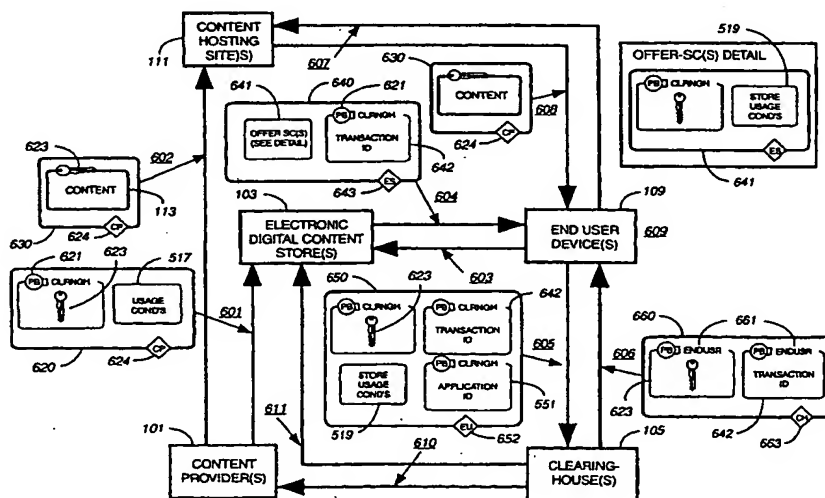 CONTENT
HOSTING
SITE(S)
111
607
630
CONTENT
608
624
CP
OFFER-SC(S) DETAIL
519
PB CLRNGH
STORE
USAGE
COND'S
641
ES
641
640
621
OFFER SC(S)
(SEE DETAIL)
PB CLRNGH
TRANSACTION
ID
642
643
ES
604
623
602
CONTENT
113
630
624
CP
103
ELECTRONIC
DIGITAL CONTENT
STORE(S)
603
109
END USER
DEVICE(S)
609
621
623
517
PB CLRNGH
USAGE
COND'S
601
620
624
CP
650
623
642
PB CLRNGH
PB CLRNGH
TRANSACTION
ID
STORE
USAGE
COND'S
PB CLRNGH
APPLICATION
ID
551
519
EU
652
605
660
661
606
PB ENDUSR
PB ENDUSR
TRANSACTION
ID
623
642
CH
663
611
101
CONTENT
PROVIDER(S)
610
105
CLEARING-
HOUSE(S)